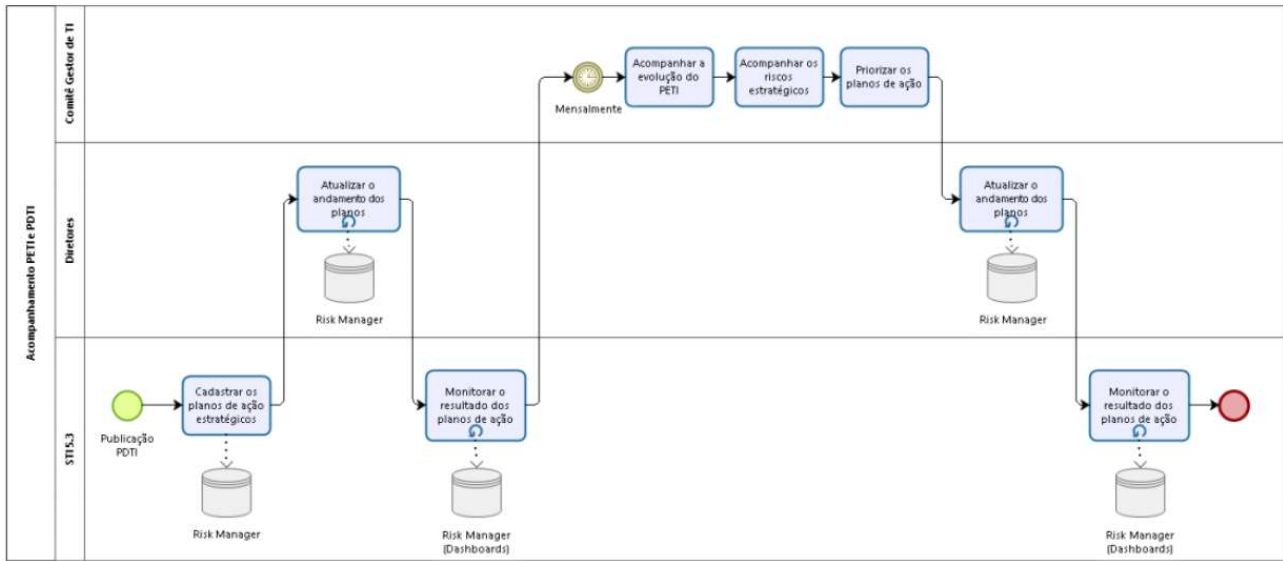 Acompanhamento PETI e PDTI
Comitê Gestor de TI
Mensalmente
Acompanhar a
evolução do
PETI
Acompanhar os
riscos
estratégicos
Priorizar os
planos de ação
Diretores
Atualizar o
andamento dos
planos
Risk Manager
Atualizar o
andamento dos
planos
Risk Manager
STI5.3
Publicação
PDTI
Cadastrar os
planos de ação
estratégicos
Risk Manager
Monitorar o
resultado dos
planos de ação
Risk Manager
(Dashboards)
Monitorar o
resultado dos
planos de ação
Risk Manager
(Dashboards)